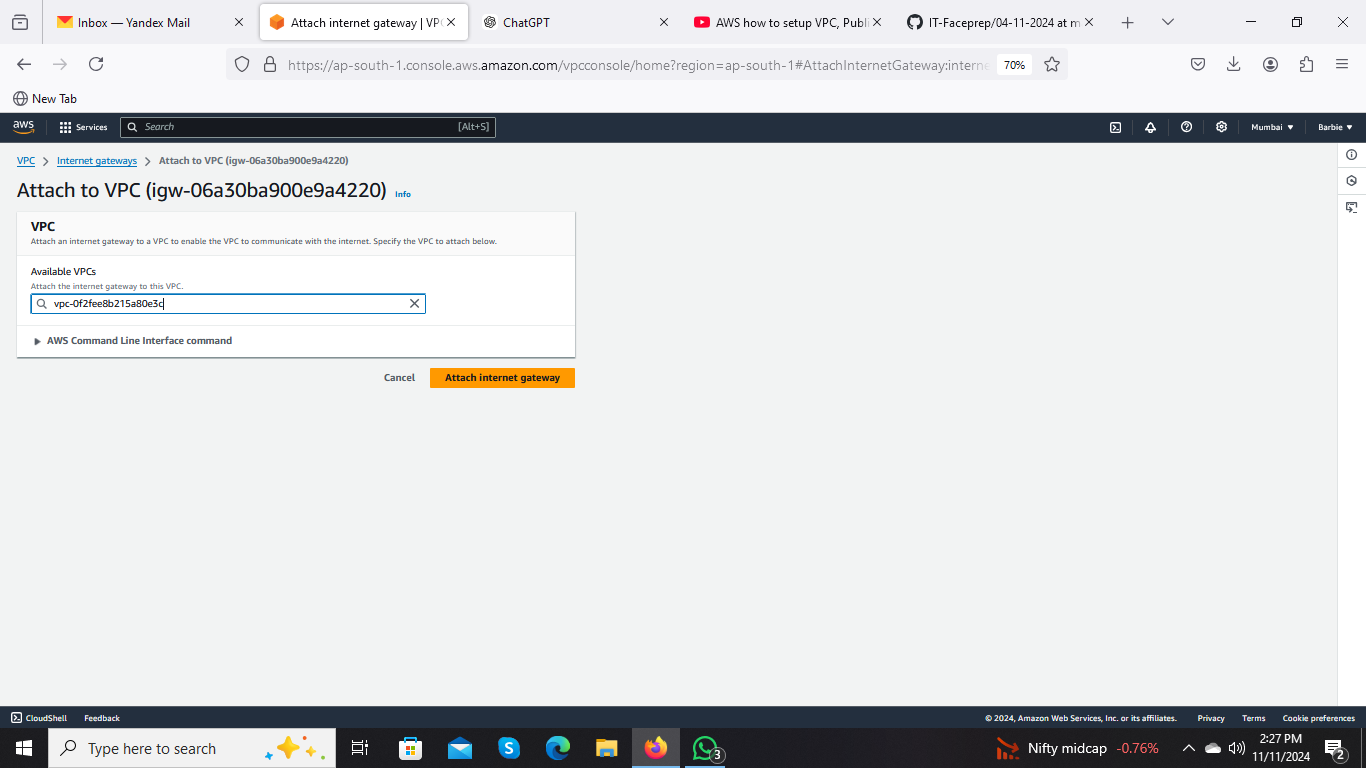 Inbox — Yandex Mail
Attach internet gateway | VPC
ChatGPT
AWS how to setup VPC, Publi
IT-Faceprep/04-11-2024 at m
https://ap-south-1.console.aws.amazon.com/vpcconsole/home?region=ap-south-1#AttachInternetGateway:interne
70%
New Tab
aws
Services
Search
[Alt+S]
Mumbai
Barbie
VPC
Internet gateways
Attach to VPC (igw-06a30ba900e9a4220)
Attach to VPC (igw-06a30ba900e9a4220) Info
VPC
Attach an internet gateway to a VPC to enable the VPC to communicate with the internet. Specify the VPC to attach below.
Available VPCs
Attach the internet gateway to this VPC.
vpc-0f2fee8b215a80e3c
AWS Command Line Interface command
Cancel
Attach internet gateway
CloudShell
Feedback
© 2024, Amazon Web Services, Inc. or its affiliates.
Privacy
Terms
Cookie preferences
Type here to search
3
Nifty midcap -0.76%
2:27 PM
11/11/2024
2